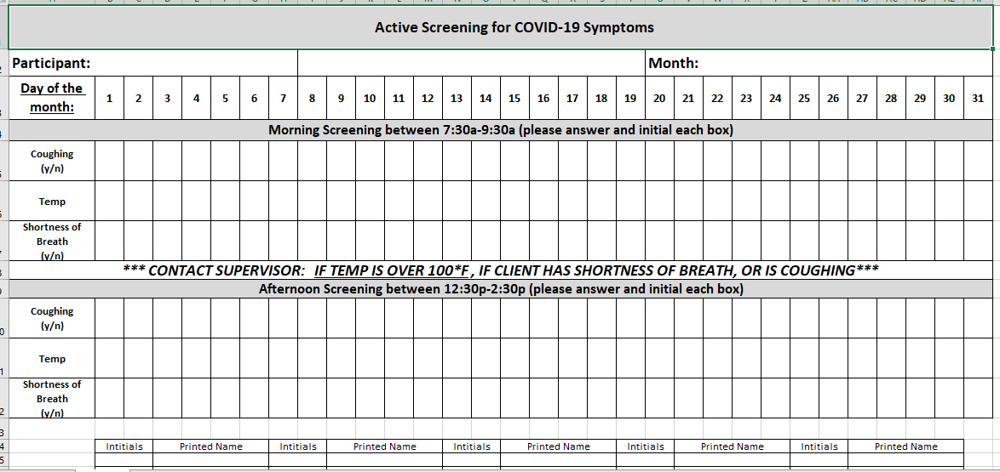 Active Screening for COVID-19 Symptoms
Participant: Month:
Day of the
month: 1 2 3 4 5 6 7 8 9 10 11 12 13 14 15 16 17 18 19 20 21 22 23 24 25 26 27 28 29 30 31
Morning Screening between 7:30a-9:30a (please answer and initial each box)
Coughing
(y/n)
Temp
Shortness of
Breath
(y/n)
*** CONTACT SUPERVISOR: IF TEMP IS OVER 100*F, IF CLIENT HAS SHORTNESS OF BREATH, OR IS COUGHING***
Afternoon Screening between 12:30p-2:30p (please answer and initial each box)
Coughing
(y/n)
Temp
Shortness of
Breath
(y/n)
Intitials Printed Name Intitials Printed Name Intitials Printed Name Intitials Printed Name Intitials Printed Name